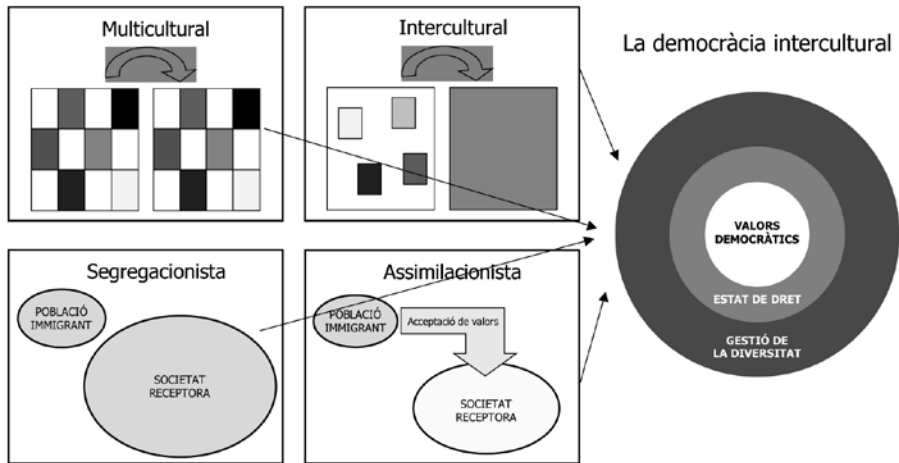 Multicultural
Intercultural
La democràcia intercultural
VALORS
DEMOCRÀTICS
ESTAT DE DRET
GESTIÓ DE
LA DIVERSITAT
Segregacionista
POBLACIÓ
IMMIGRANT
SOCIETAT
RECEPTORA
Assimilacionista
POBLACIÓ
IMMIGRANT
Acceptació de valors
SOCIETAT
RECEPTORA